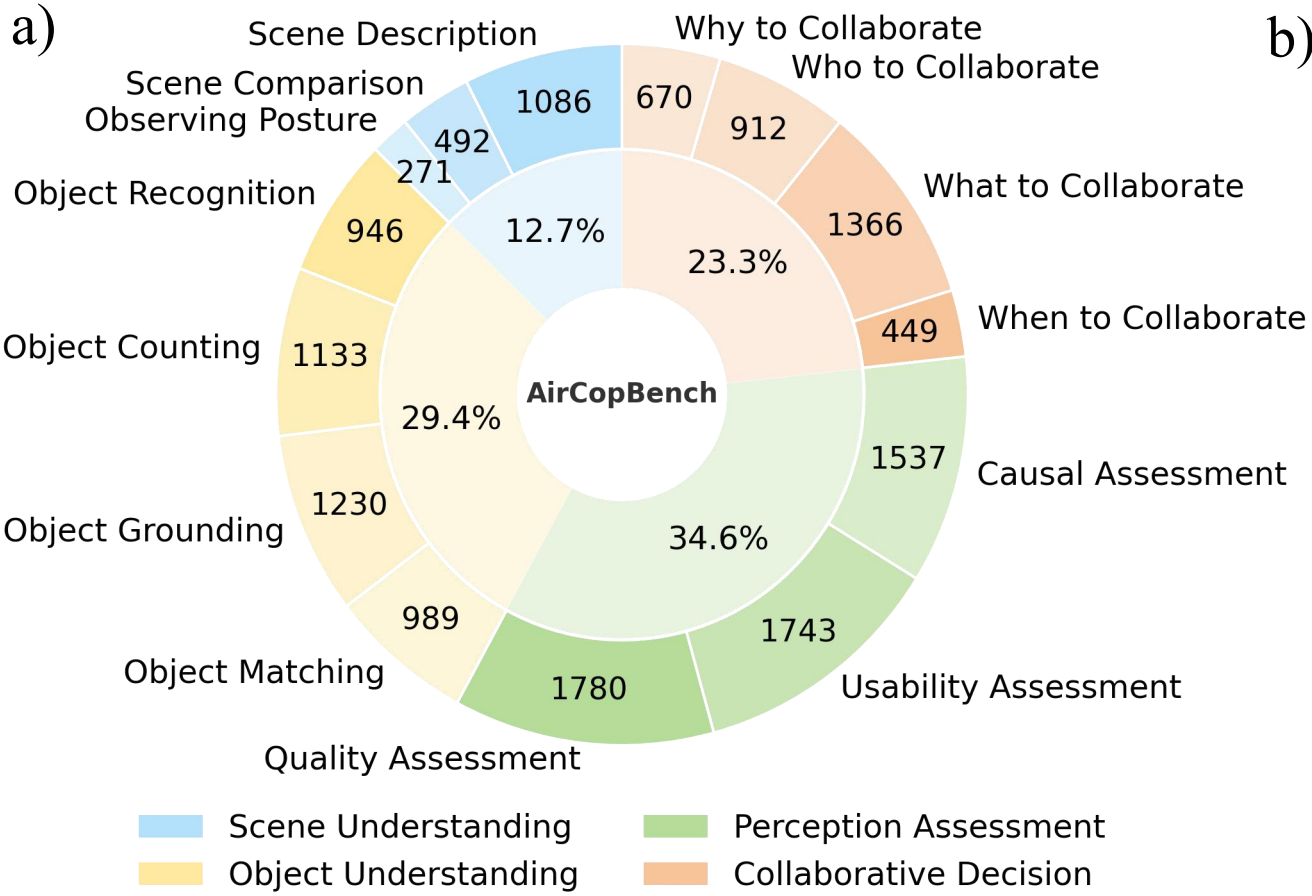 a)
b)
Scene Description
Why to Collaborate
Who to Collaborate
Scene Comparison
Observing Posture
1086
670
912
492
271
Object Recognition
What to Collaborate
946
1366
12.7%
23.3%
When to Collaborate
449
Object Counting
1133
AirCopBench
29.4%
1537
Causal Assessment
Object Grounding
1230
34.6%
989
1743
Object Matching
1780
Usability Assessment
Quality Assessment
Scene Understanding
Perception Assessment
Object Understanding
Collaborative Decision